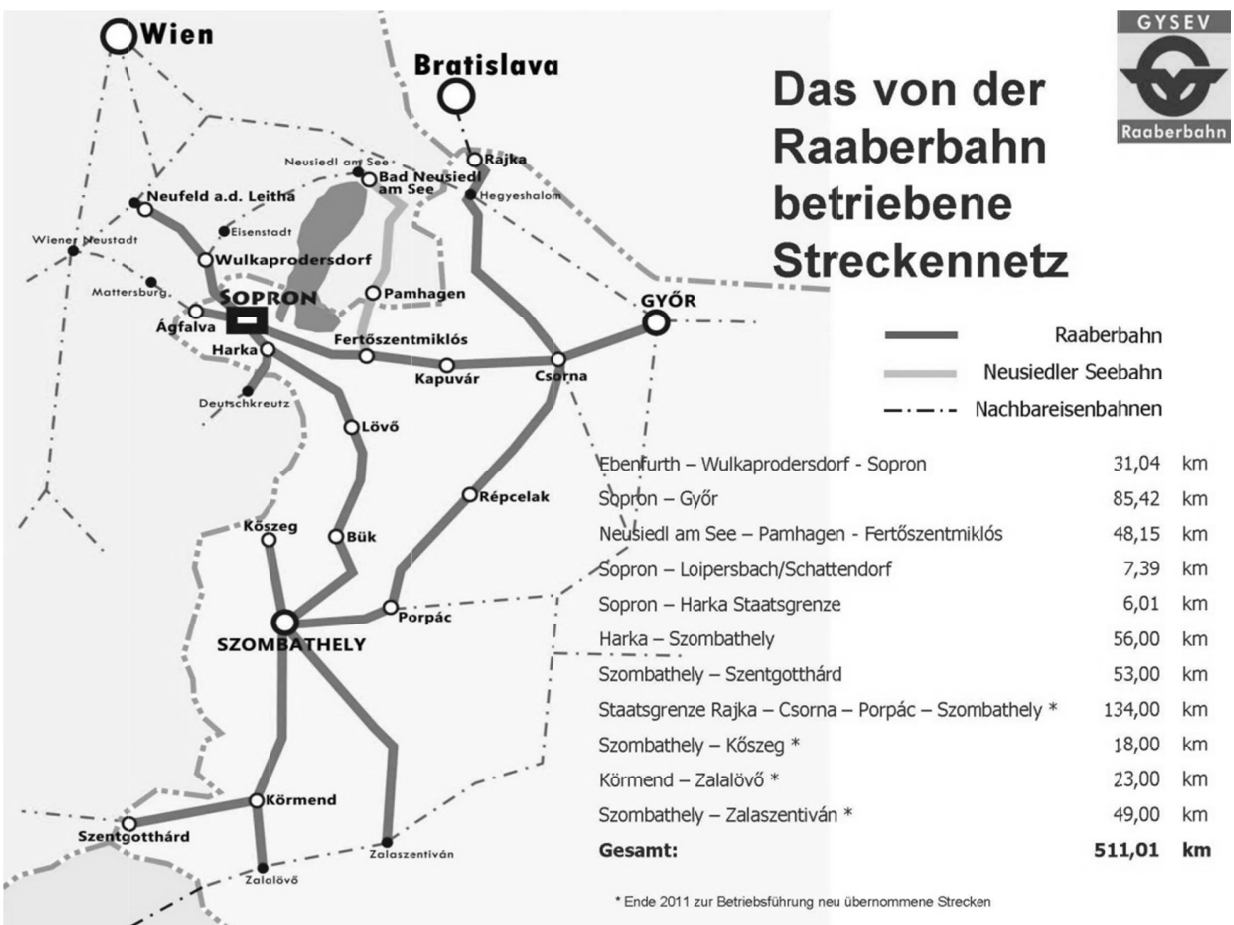 Wien
Bratislava
Rajka
Neusiedl am See
Bad Neusiedl
am See
Hegyeshalom
Neufeld a.d. Leitha
Eisenstadt
Wiener Neustadt
Wulkaprodersdorf
Mattersburg
SOPRON
Pamhagen
GYŐR
Ágfalva
Fertőszentmiklós
Harka
Kapuvár
Csorna
Deutschkreutz
Lövő
Répcelak
Kőszeg
Bük
Porpác
SZOMBATHELY
Körmend
Szentgotthárd
Zalaszentiván
Zalalövő
GYSEV
Raaberbahn
Das von der
Raaberbahn
betriebene
Streckennetz
Raaberbahn
Neusiedler Seebahn
Nachbareisenbahnen
Ebenfurth – Wulkaprodersdorf - Sopron 31,04 km
Sopron – Győr 85,42 km
Neusiedl am See – Pamhagen - Fertőszentmiklós 48,15 km
Sopron – Loipersbach/Schattendorf 7,39 km
Sopron – Harka Staatsgrenze 6,01 km
Harka – Szombathely 56,00 km
Szombathely – Szentgotthárd 53,00 km
Staatsgrenze Rajka – Csorna – Porpác – Szombathely * 134,00 km
Szombathely – Kőszeg * 18,00 km
Körmend – Zalalövő * 23,00 km
Szombathely – Zalaszentiván * 49,00 km
Gesamt: 511,01 km
* Ende 2011 zur Betriebsführung neu übernommene Strecken